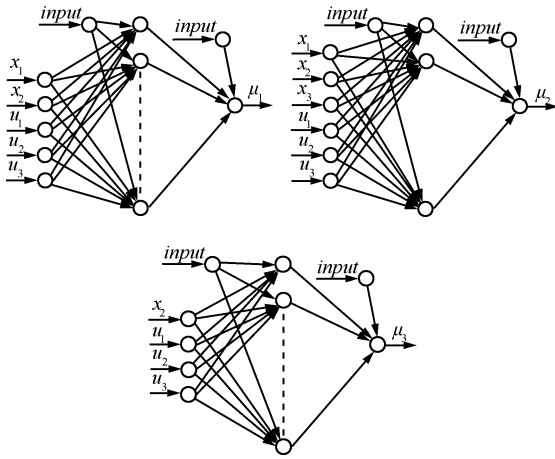 input
input
x1
x2
u1
u2
u3
μ1
input
input
x1
x2
x3
u1
u2
u3
μ2
input
input
x2
u1
u2
u3
μ3